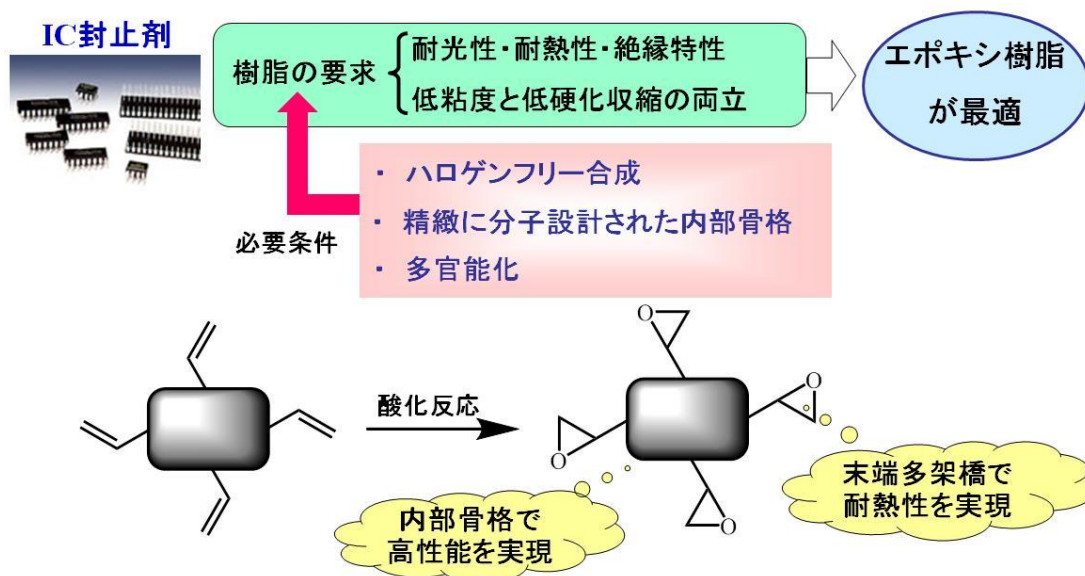 IC封止剤
樹脂の要求
耐光性・耐熱性・絶縁特性
低粘度と低硬化収縮の両立
エポキシ樹脂
が最適
・ ハロゲンフリー合成
・ 精緻に分子設計された内部骨格
・ 多官能化
必要条件
酸化反応
O
O
O
O
内部骨格で
高性能を実現
末端多架橋で
耐熱性を実現